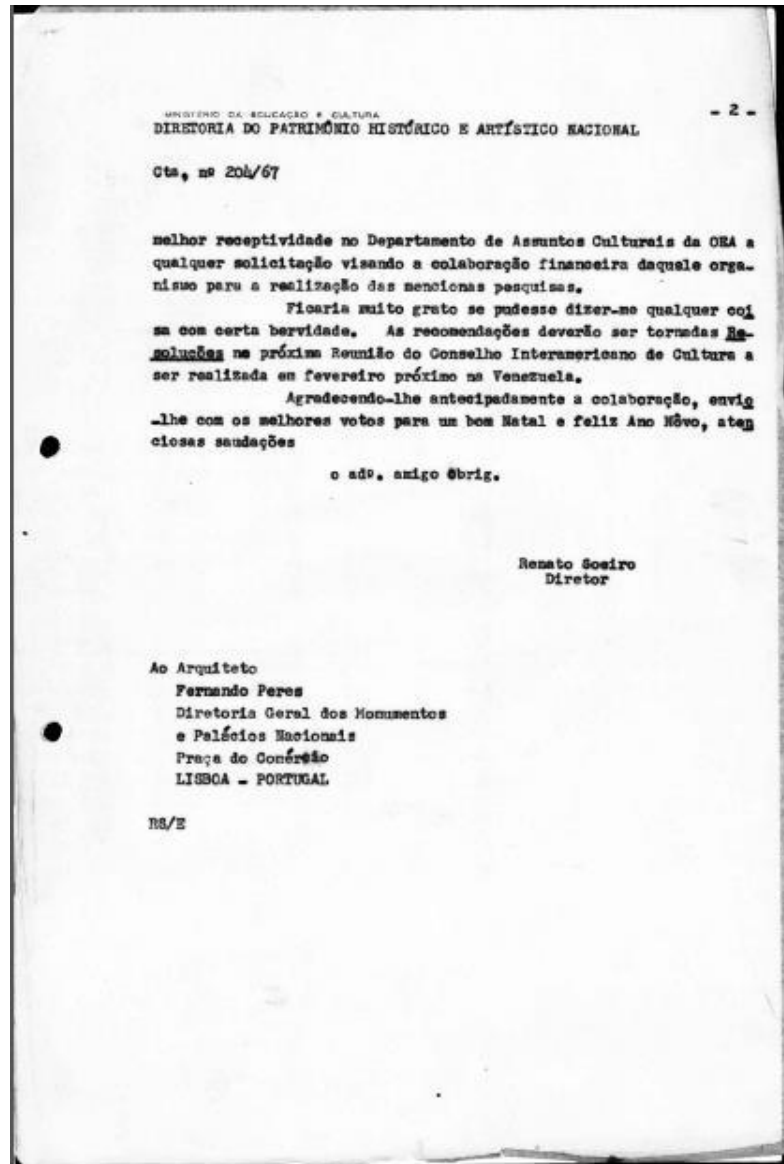 - 2 -
MINISTÉRIO DA EDUCAÇÃO E CULTURA
DIRETORIA DO PATRIMÔNIO HISTÓRICO E ARTÍSTICO NACIONAL
Cta, nº 204/67
melhor receptividade no Departamento de Assuntos Culturais da OEA a
qualquer solicitação visando a colaboração financeira daquele orga-
nismo para a realização das mencionas pesquisas.
Ficaria muito grato se pudesse dizer-me qualquer coi
sa com certa bervidade. As recomendações deverão ser tornadas Re-
soluções na próxima Reunião do Conselho Interamericano de Cultura a
ser realizada em fevereiro próximo na Venezuela.
Agradecendo-lhe antecipadamente a colaboração, envio
-lhe com os melhores votos para um bom Natal e feliz Ano Nôvo, aten
ciosas saudações
o adº. amigo Obrig.
Renato Soeiro
Diretor
Ao Arquiteto
Fernando Peres
Diretoria Geral dos Monumentos
e Palácios Nacionais
Praça do Comércio
LISBOA - PORTUGAL
RS/E